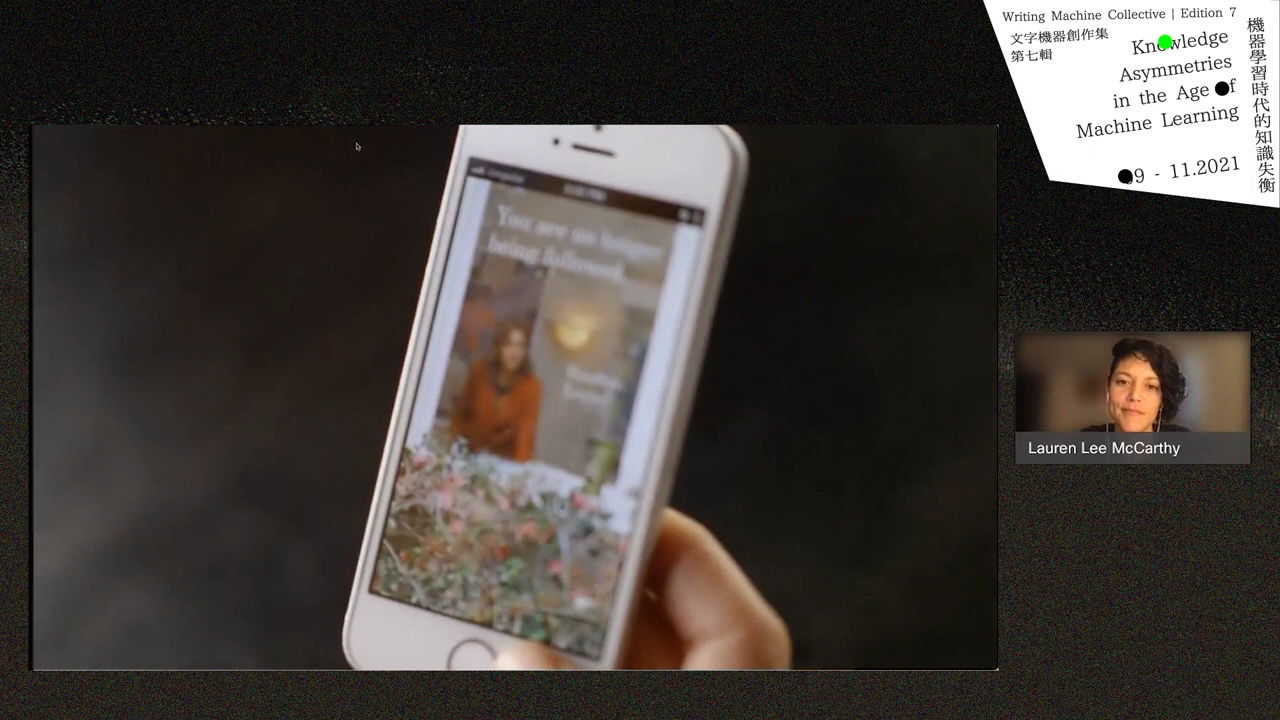 Writing Machine Collective | Edition 7
文字機器創作集
第七輯
Knowledge
Asymmetries
in the Age of
Machine Learning
09 - 11.2021
機器學習時代的知識失衡
You are no longer
being followed.
Lauren Lee McCarthy